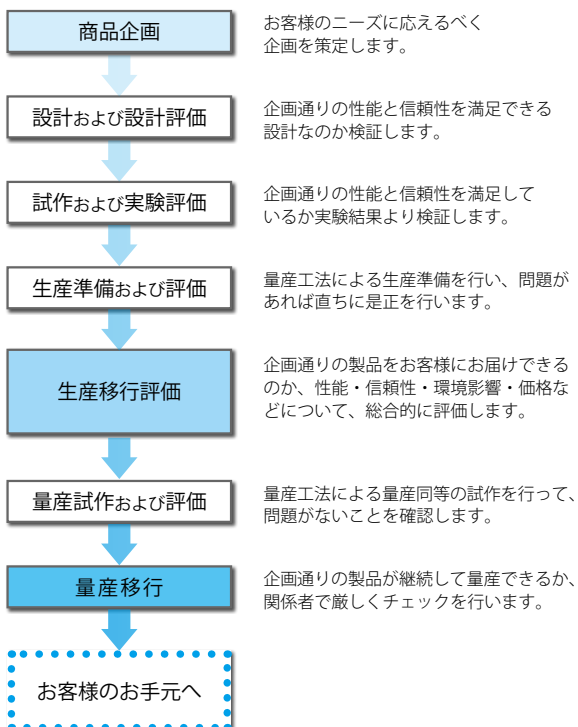 商品企画
お客様のニーズに応えるべく
企画を策定します。
設計および設計評価
企画通りの性能と信頼性を満足できる
設計なのか検証します。
試作および実験評価
企画通りの性能と信頼性を満足して
いるか実験結果より検証します。
生産準備および評価
量産工法による生産準備を行い、問題が
あれば直ちに是正を行います。
生産移行評価
企画通りの製品をお客様にお届けできる
のか、性能・信頼性・環境影響・価格な
どについて、総合的に評価します。
量産試作および評価
量産工法による量産同等の試作を行って、
問題がないことを確認します。
量産移行
企画通りの製品が継続して量産できるか、
関係者で厳しくチェックを行います。
お客様のお手元へ